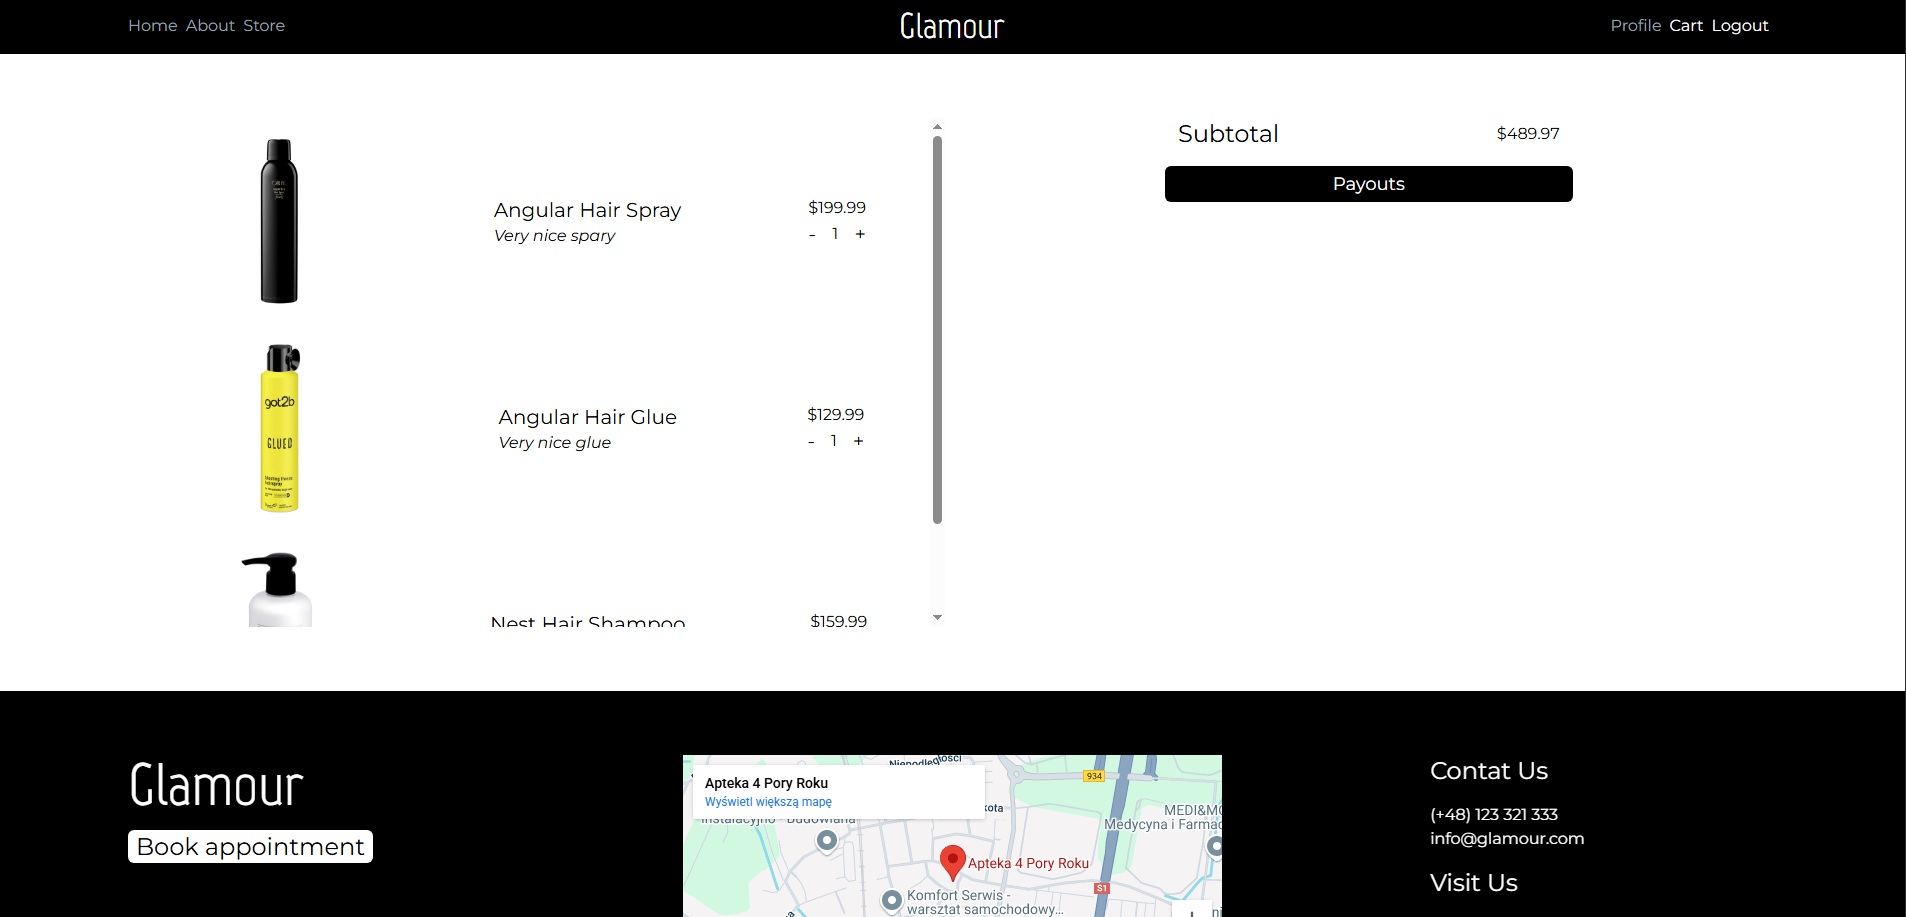 Home About Store
Glamour
Profile Cart Logout
Subtotal
$489.97
Payouts
Angular Hair Spray
Very nice spary
$199.99
- 1 +
got2b
GLUED
Angular Hair Glue
Very nice glue
$129.99
- 1 +
Nest Hair Shampoo
$159.99
Glamour
Book appointment
Niepodległości
934
Apteka 4 Pory Roku
Wyświetl większą mapę
MEDI&M
Medycyna i Farmac
Apteka 4 Pory Roku
S1
Komfort Serwis -
warsztat samochodowy...
Contat Us
(+48) 123 321 333
info@glamour.com
Visit Us